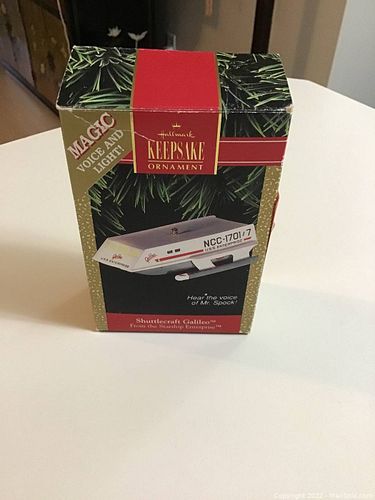 Hallmark
KEEPSAKE
ORNAMENT
MAGIC
VOICE AND
LIGHT!
NCC-1701/7
U.S.S. ENTERPRISE
Galileo
Hear the voice
of Mr. Spock!
Shuttlecraft Galileo™
From the Starship Enterprise™